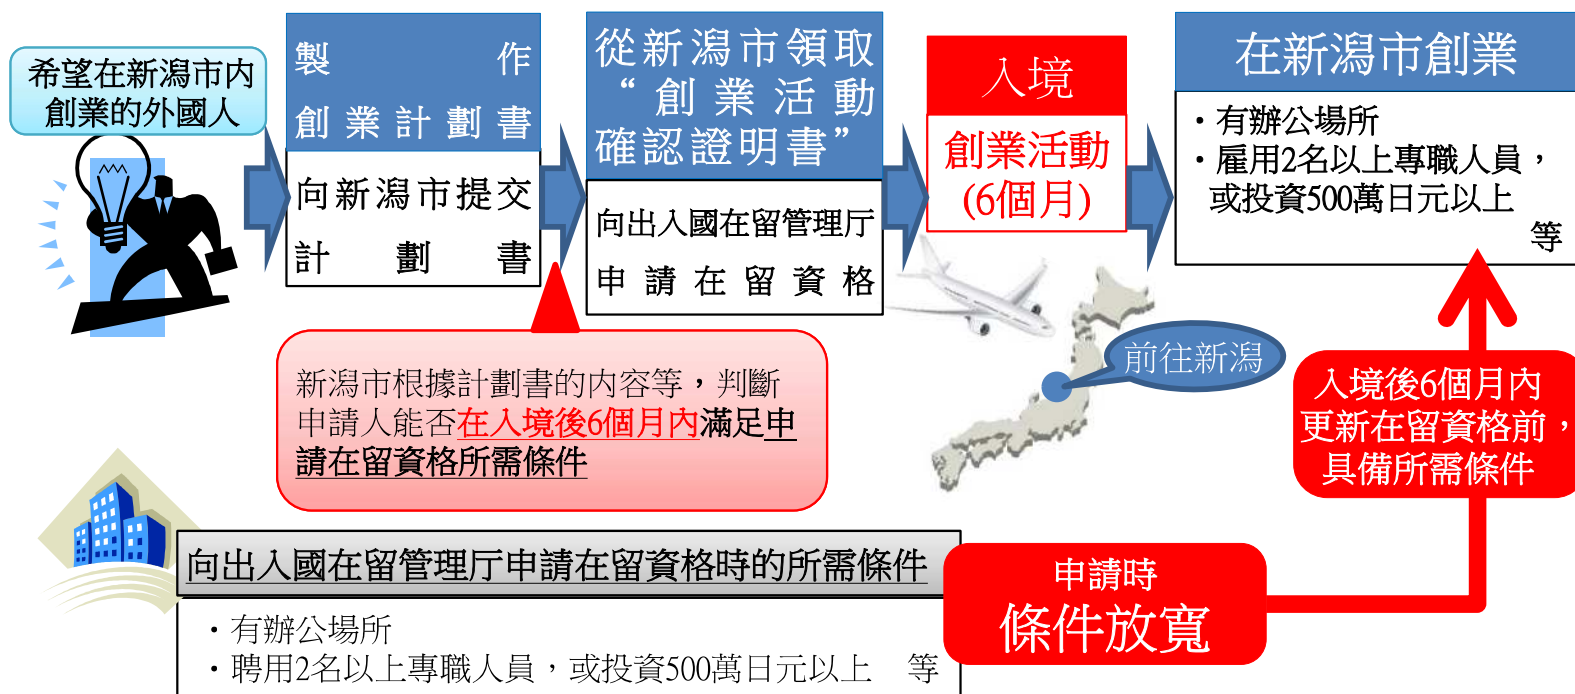 希望在新潟市内
創業的外國人
製作
創業計劃書
向新潟市提交
計劃書
從新潟市領取
“創業活動
確認證明書”
向出入國在留管理厅
申請在留資格
入境
創業活動
(6個月)
在新潟市創業
・有辦公場所
・雇用2名以上專職人員，
或投資500萬日元以上
等
新潟市根據計劃書的内容等，判斷
申請人能否在入境後6個月内滿足申
請在留資格所需條件
前往新潟
入境後6個月内
更新在留資格前，
具備所需條件
向出入國在留管理厅申請在留資格時的所需條件
・有辦公場所
・聘用2名以上專職人員，或投資500萬日元以上 等
申請時
條件放寬